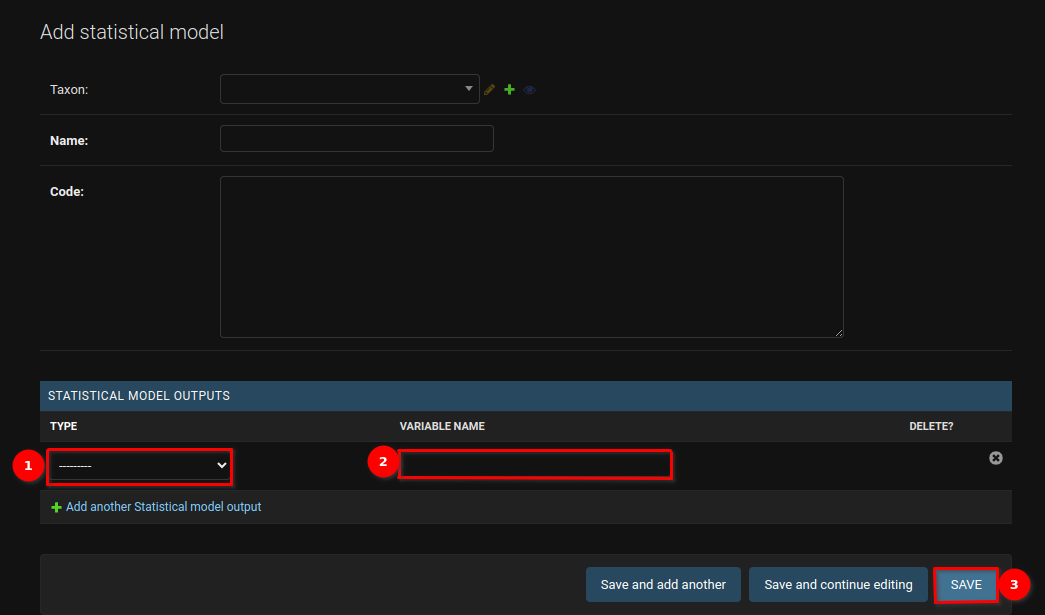 Add statistical model
Taxon:
Name:
Code:
STATISTICAL MODEL OUTPUTS
TYPE VARIABLE NAME DELETE?
1 --------- 2
Add another Statistical model output
Save and add another Save and continue editing SAVE 3